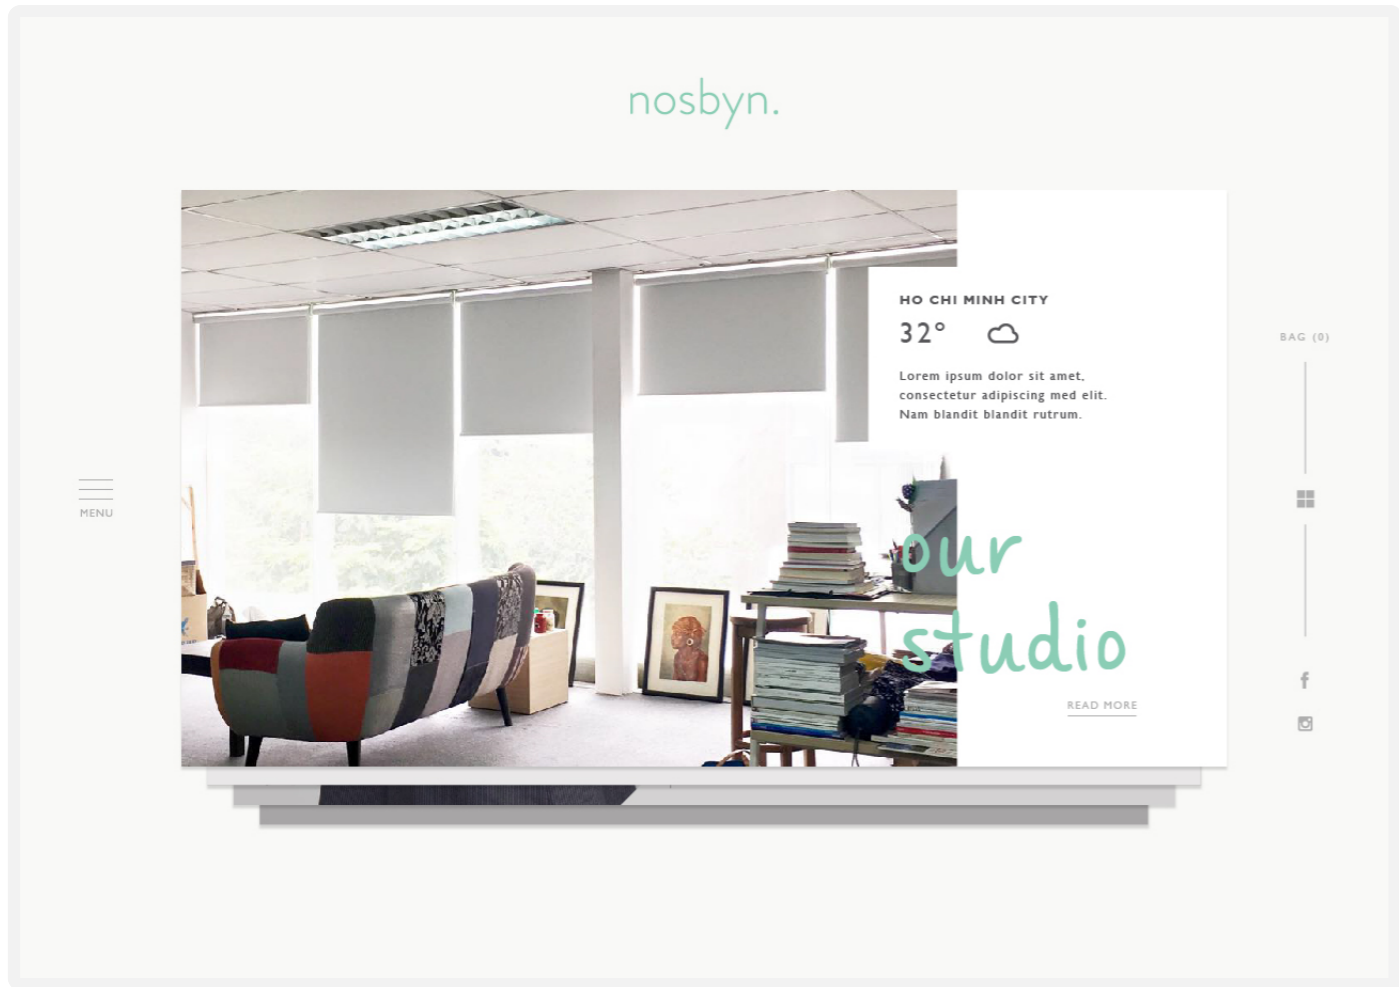 nosbyn.
HO CHI MINH CITY
32°
Lorem ipsum dolor sit amet,
consectetur adipiscing med elit.
Nam blandit blandit rutrum.
our
studio
READ MORE
MENU
BAG (0)